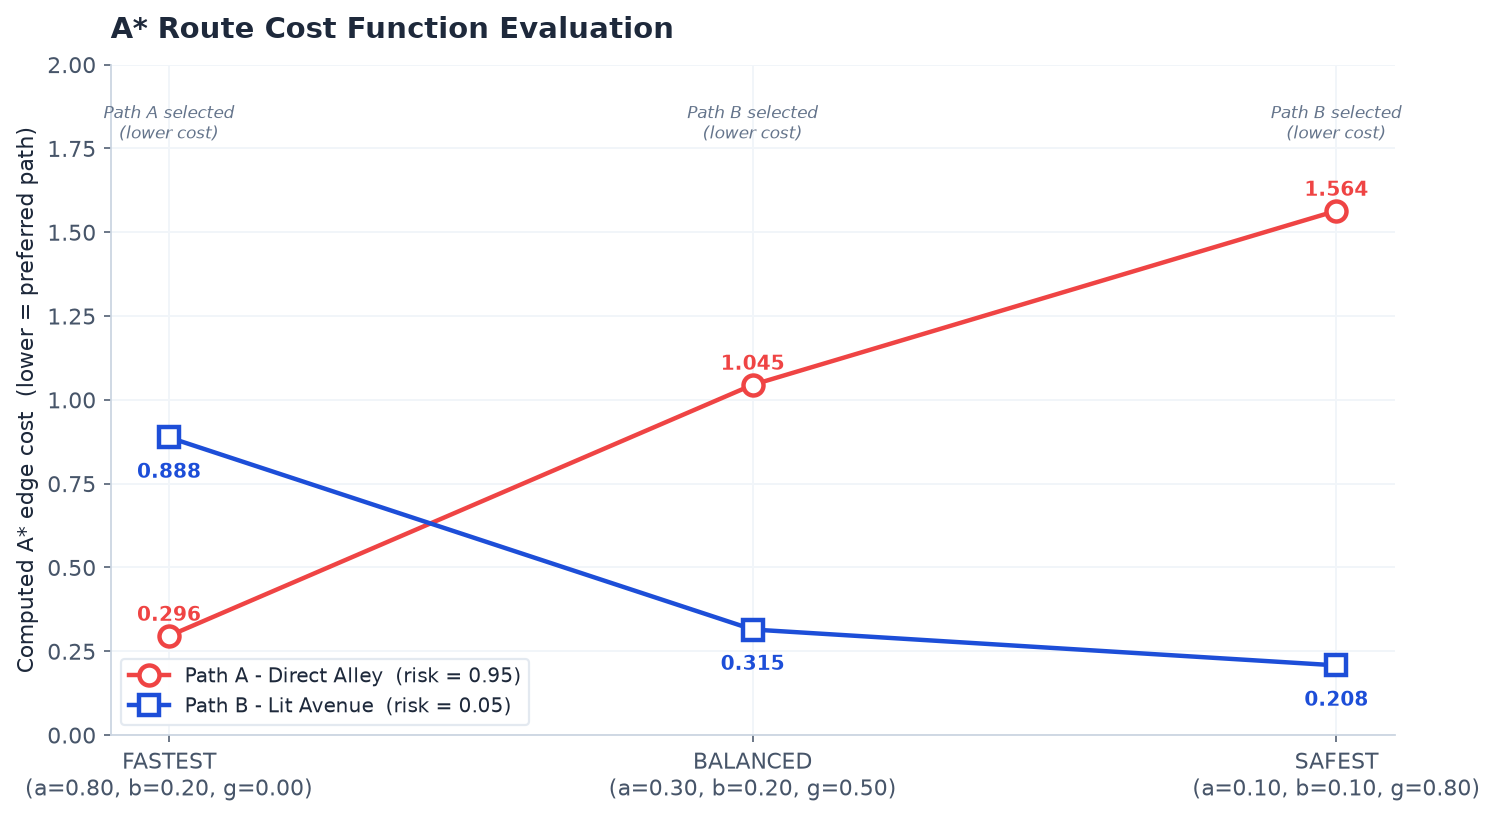 A* Route Cost Function Evaluation
Computed A* edge cost  (lower = preferred path)
2.00
1.75
1.50
1.25
1.00
0.75
0.50
0.25
0.00
Path A selected
(lower cost)
Path B selected
(lower cost)
Path B selected
(lower cost)
1.564
1.045
0.888
0.296
0.315
0.208
Path A - Direct Alley  (risk = 0.95)
Path B - Lit Avenue  (risk = 0.05)
FASTEST
(a=0.80, b=0.20, g=0.00)
BALANCED
(a=0.30, b=0.20, g=0.50)
SAFEST
(a=0.10, b=0.10, g=0.80)